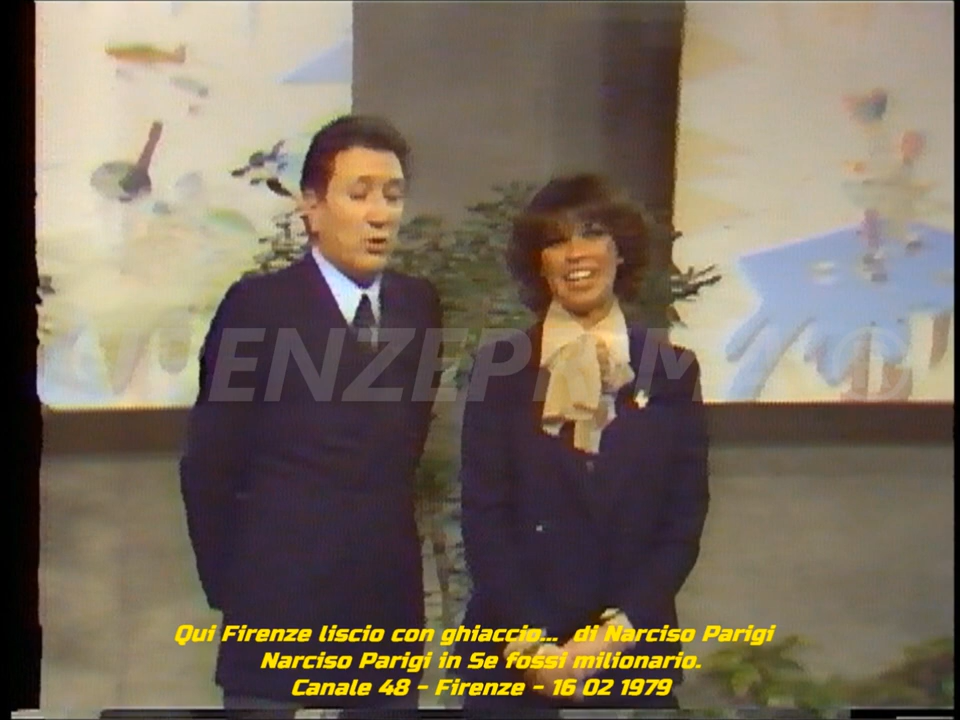 FIRENZEPRIMA ©
Qui Firenze liscio con ghiaccio... di Narciso Parigi
Narciso Parigi in Se fossi milionario.
Canale 48 - Firenze - 16 02 1979